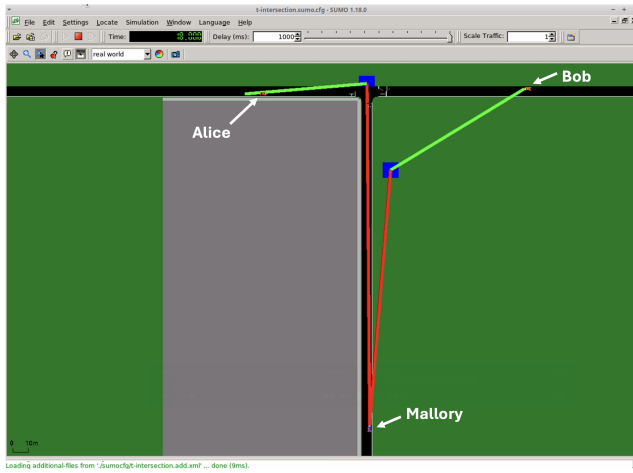 t-intersection.sumo.cfg - SUMO 1.18.0
File Edit Settings Locate Simulation Window Language Help
Time: 10.000 Delay (ms): 1000 Scale Traffic: 1
real world
Bob
Alice
Mallory
0 10m
Loading additional-files from './sumocfg/t-intersection.add.xml' ... done (9ms).